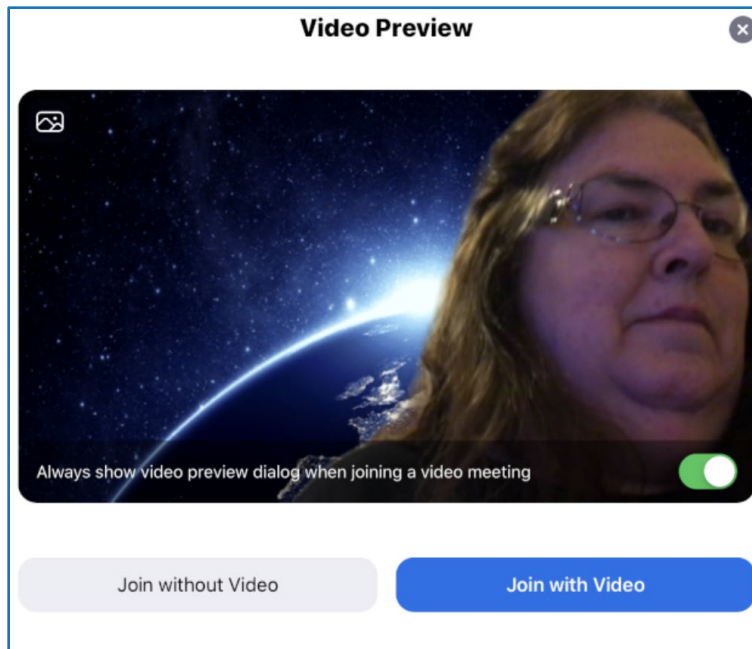 Video Preview
Always show video preview dialog when joining a video meeting
Join without Video
Join with Video